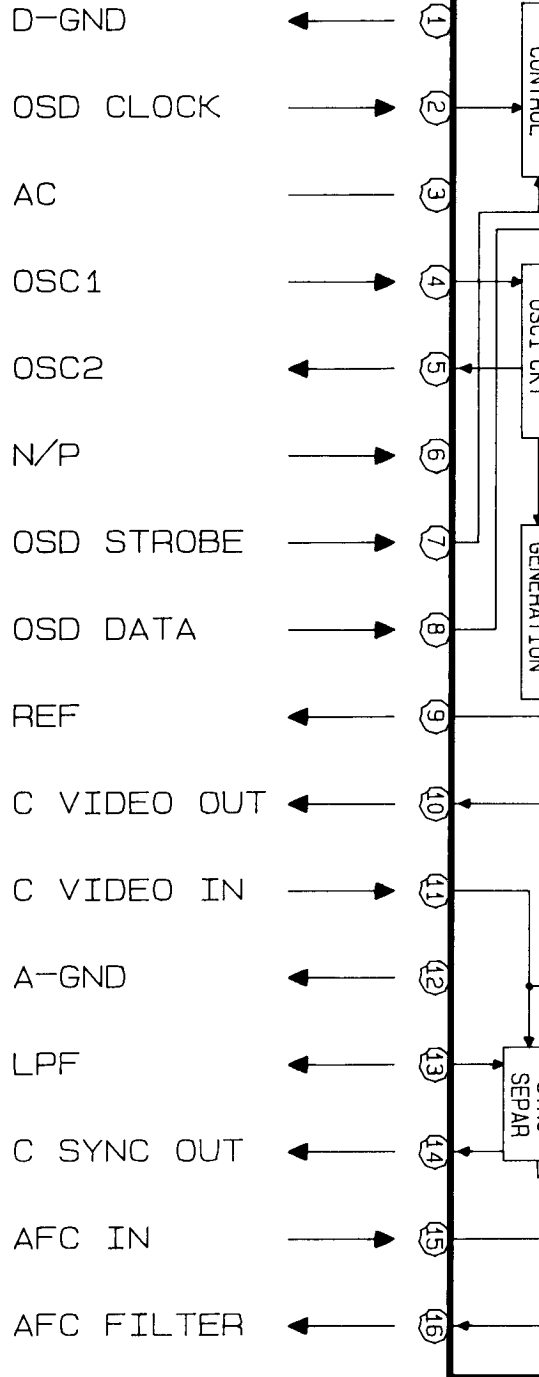 D-GND 1
OSD CLOCK 2
AC 3
OSC1 4
OSC2 5
N/P 6
OSD STROBE 7
OSD DATA 8
REF 9
C VIDEO OUT 10
C VIDEO IN 11
A-GND 12
LPF 13
C SYNC OUT 14
AFC IN 15
AFC FILTER 16
CONTROL
GENERATION
SEPAR